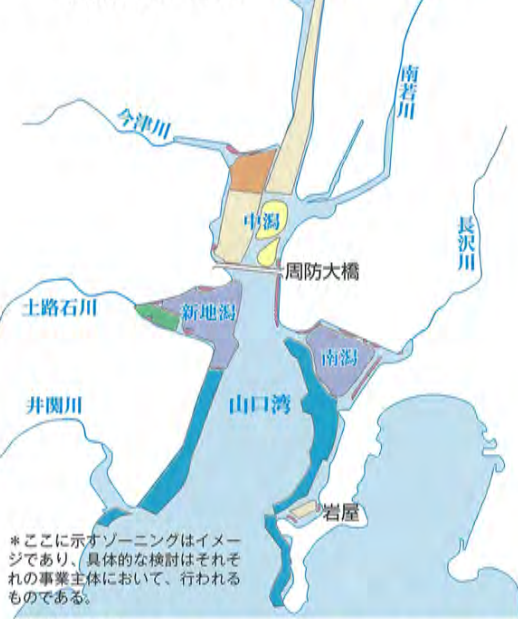 南若川
今津川
中潟
長沢川
周防大橋
土路石川
新地潟
南潟
井関川
山口湾
岩屋
＊ここに示すゾーニングはイメー
ジであり、具体的な検討はそれぞ
れの事業主体において、行われる
ものである。